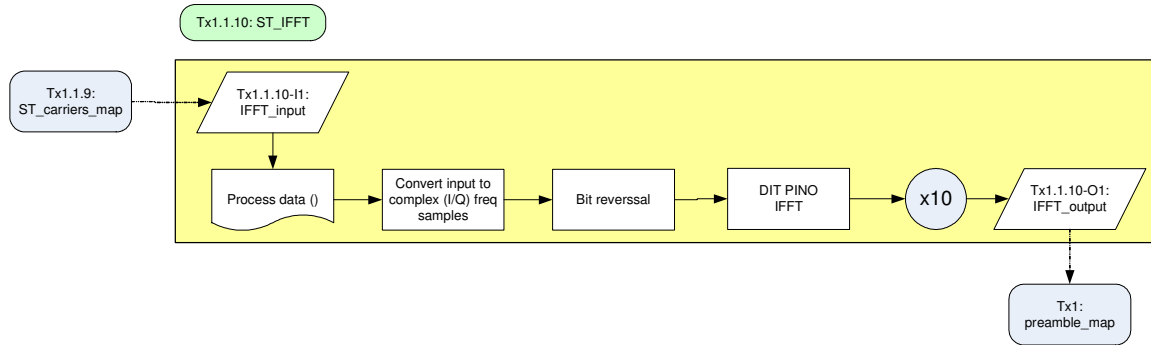 Tx1.1.10: ST_IFFT
Tx1.1.9:
ST_carriers_map
Tx1.1.10-I1:
IFFT_input
Process data ()
Convert input to
complex (I/Q) freq
samples
Bit reverssal
DIT PINO
IFFT
x10
Tx1.1.10-O1:
IFFT_output
Tx1:
preamble_map